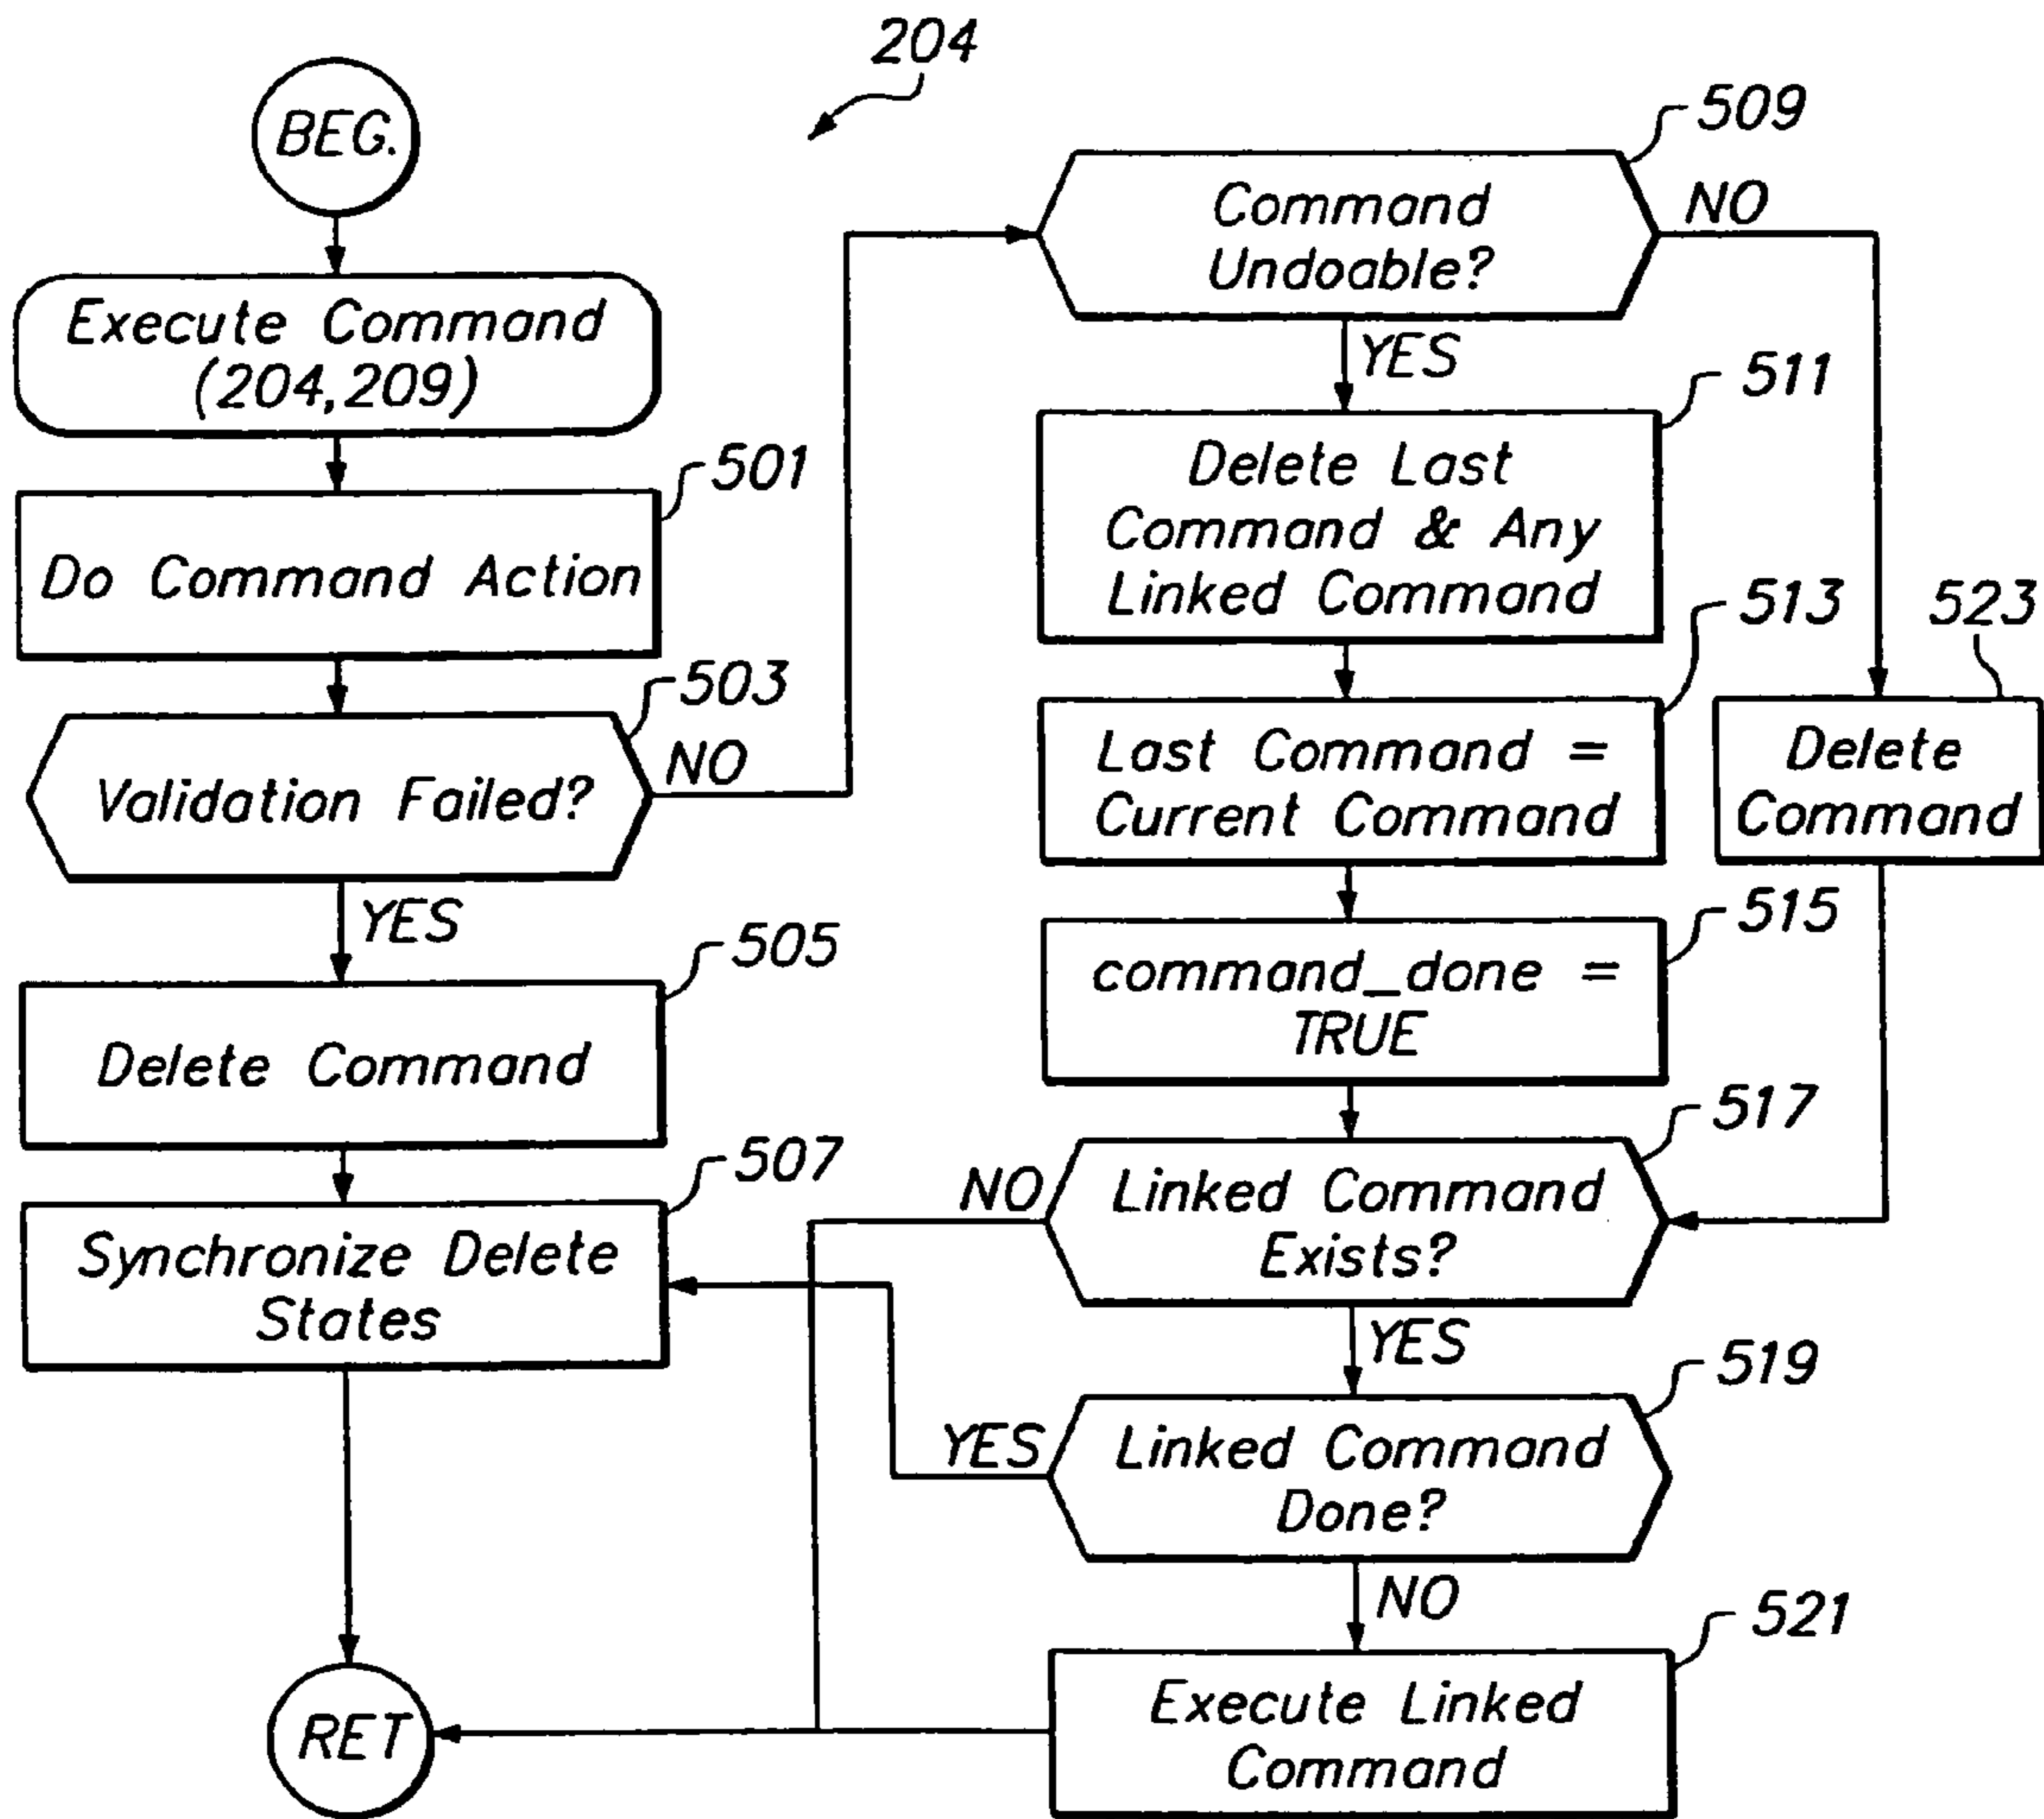 204
BEG.
Execute Command
(204,209)
501
Do Command Action
503
Validation Failed?
NO
YES
505
Delete Command
507
Synchronize Delete
States
RET
509
Command
Undoable?
NO
YES
511
Delete Last
Command & Any
Linked Command
513
Last Command =
Current Command
523
Delete
Command
515
command_done =
TRUE
517
Linked Command
Exists?
NO
YES
519
Linked Command
Done?
YES
NO
521
Execute Linked
Command